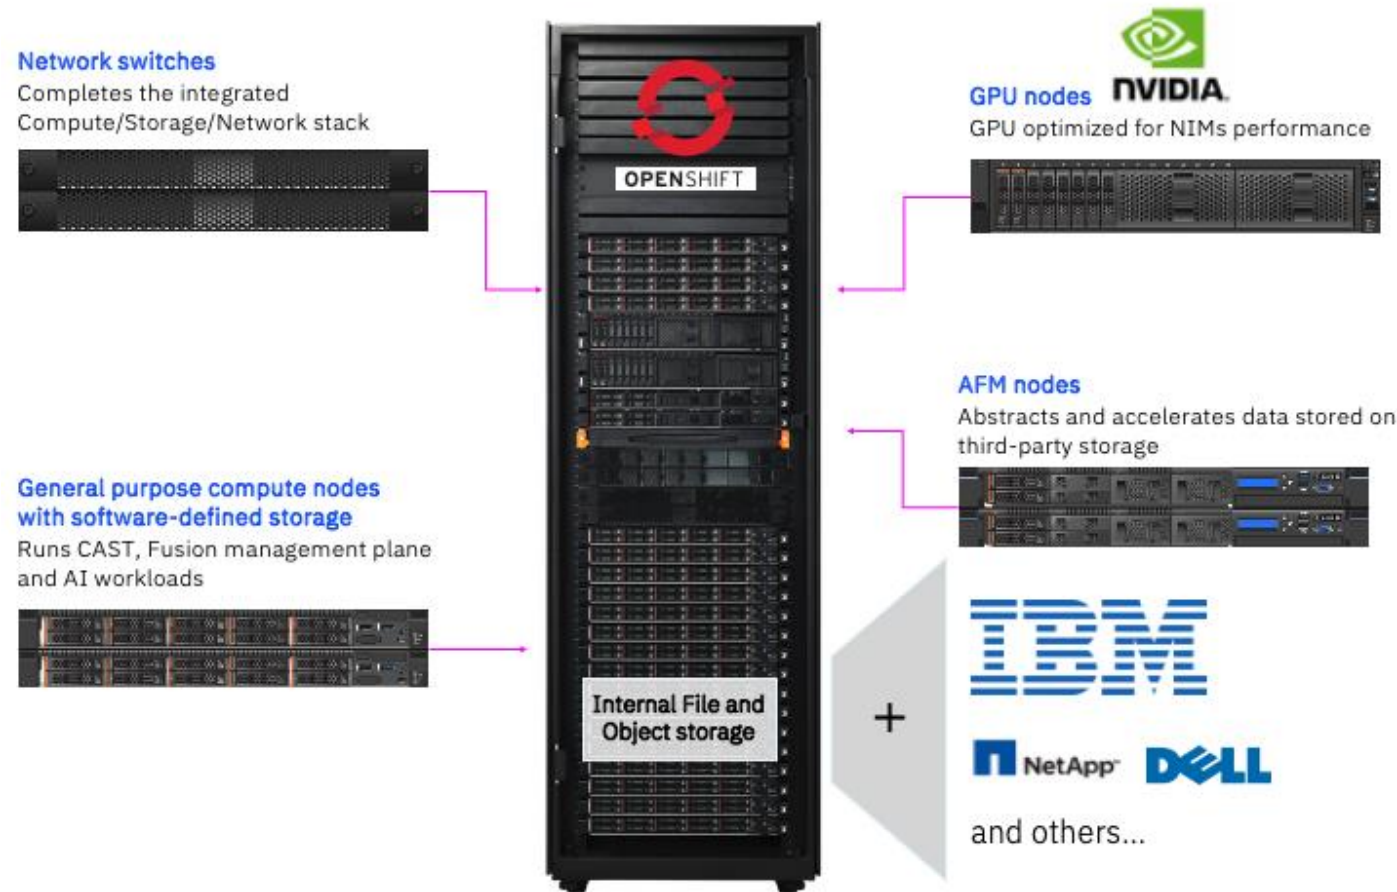 Network switches
Completes the integrated
Compute/Storage/Network stack
OPENSHIFT
NVIDIA
GPU nodes
GPU optimized for NIMs performance
AFM nodes
Abstracts and accelerates data stored on
third-party storage
General purpose compute nodes
with software-defined storage
Runs CAST, Fusion management plane
and AI workloads
Internal File and
Object storage
+
IBM
NetApp
DELL
and others...